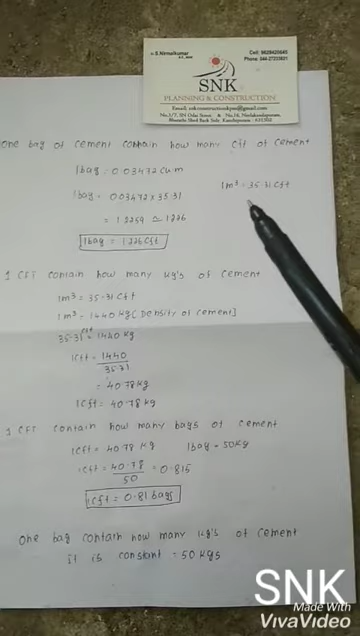 Er. S.Nirmalkumar
Cell: 9629420645
SNK
PLANNING & CONSTRUCTION
One bag of cement contain how many cft of cement
1bag = 0.03472 cum
1m³ = 35.31 cft
1bag = 0.03472 x 35.31
= 1.2259 ≃ 1.226
1bag = 1.226 cft
1 CFT contain how many kg's of cement
1m³ = 35.31 cft
1m³ = 1440 kg [Density of cement]
35.31 cft = 1440 kg
1cft = 1440
35.31
= 40.78 kg
1cft = 40.78 kg
1 CFT contain how many bags of cement
1cft = 40.78 kg 1bag = 50kg
1cft = 40.78 = 0.815
50
1cft = 0.81 bags
One bag contain how many kg's of cement
it is constant = 50 kgs
SNK
Made With
VivaVideo